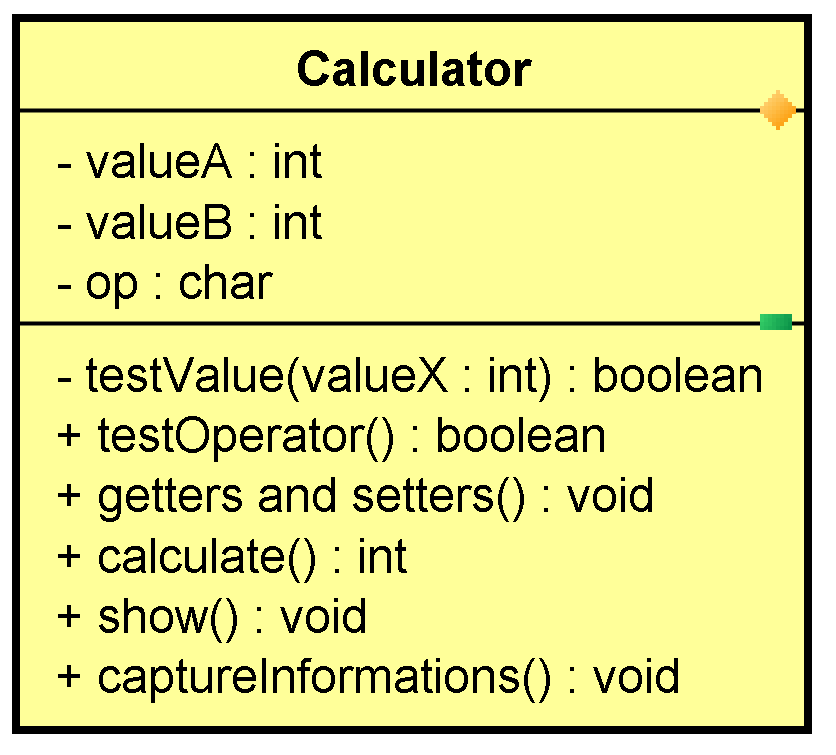 Calculator
- valueA : int
- valueB : int
- op : char
- testValue(valueX : int) : boolean
+ testOperator() : boolean
+ getters and setters() : void
+ calculate() : int
+ show() : void
+ captureInformations() : void